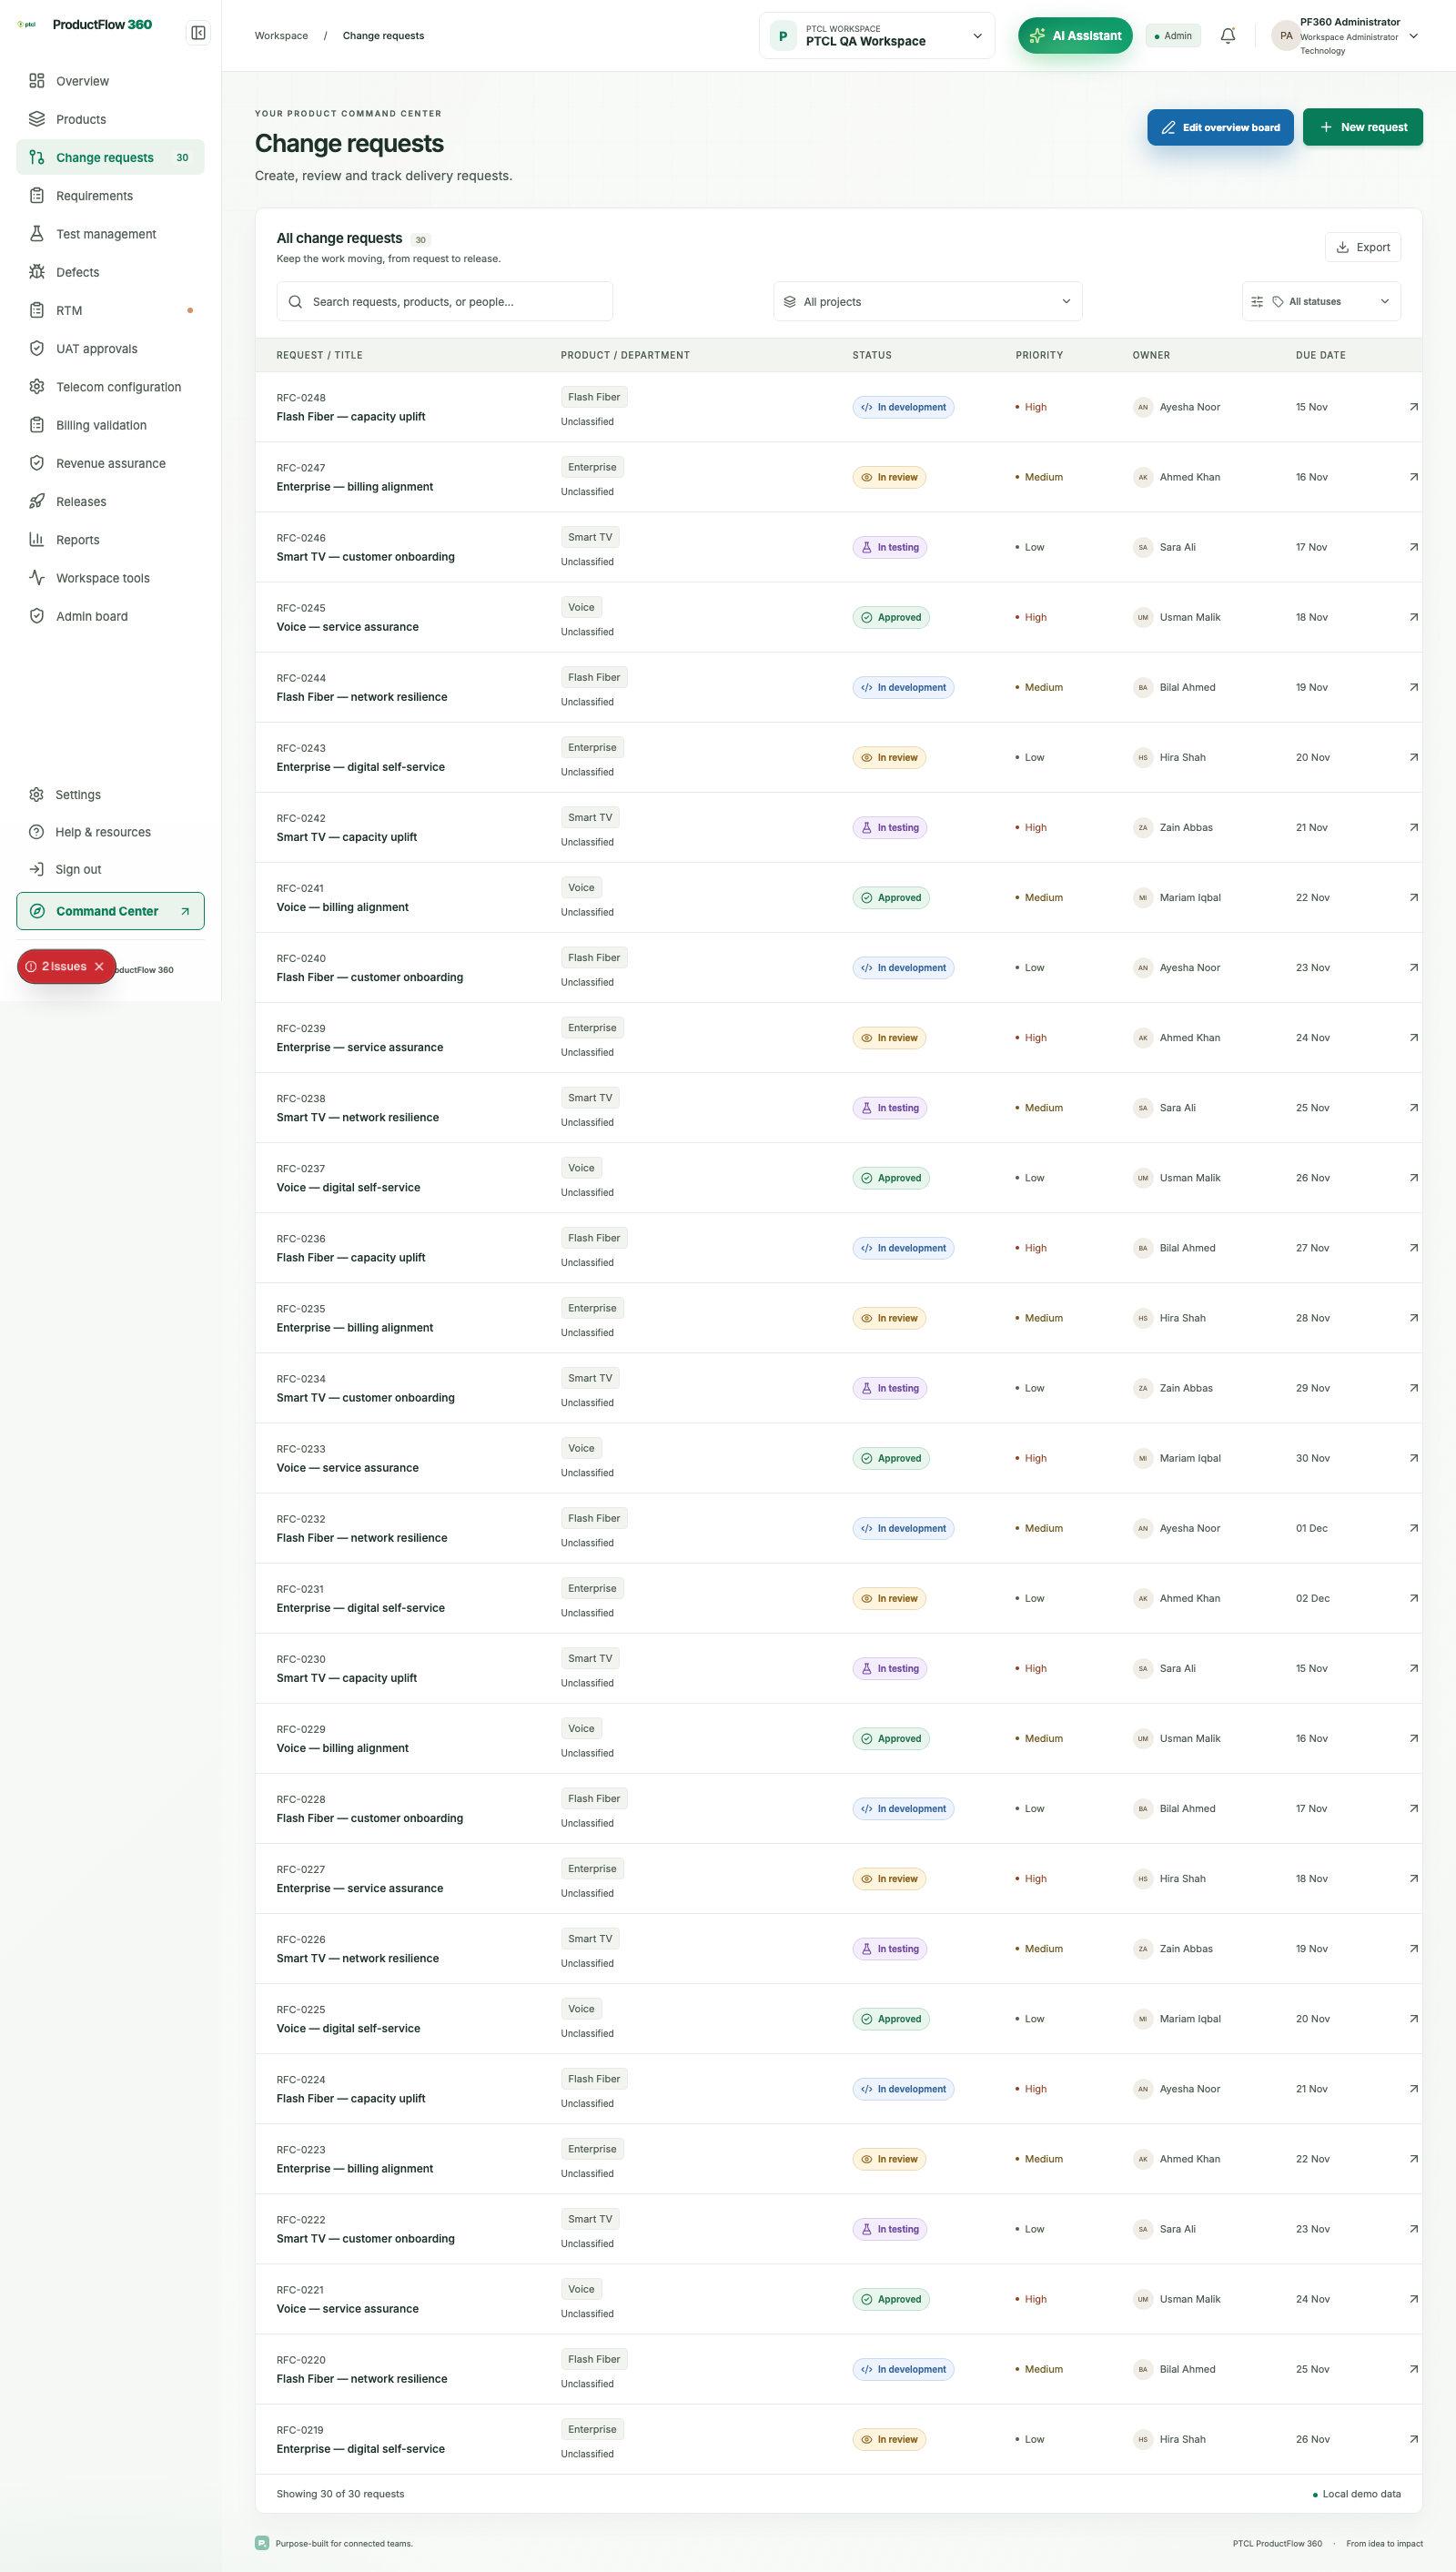 ptcl ProductFlow 360
Overview
Products
Change requests 30
Requirements
Test management
Defects
RTM
UAT approvals
Telecom configuration
Billing validation
Revenue assurance
Releases
Reports
Workspace tools
Admin board
Settings
Help & resources
Sign out
Command Center
2 Issues
ProductFlow 360
Workspace / Change requests
P
PTCL WORKSPACE
PTCL QA Workspace
AI Assistant
Admin
PA
PF360 Administrator
Workspace Administrator
Technology
YOUR PRODUCT COMMAND CENTER
Change requests
Create, review and track delivery requests.
Edit overview board
New request
All change requests 30
Keep the work moving, from request to release.
Export
Search requests, products, or people...
All projects
All statuses
REQUEST / TITLE PRODUCT / DEPARTMENT STATUS PRIORITY OWNER DUE DATE
RFC-0248 Flash Fiber
Flash Fiber — capacity uplift Unclassified In development High AN Ayesha Noor 15 Nov
RFC-0247 Enterprise
Enterprise — billing alignment Unclassified In review Medium AK Ahmed Khan 16 Nov
RFC-0246 Smart TV
Smart TV — customer onboarding Unclassified In testing Low SA Sara Ali 17 Nov
RFC-0245 Voice
Voice — service assurance Unclassified Approved High UM Usman Malik 18 Nov
RFC-0244 Flash Fiber
Flash Fiber — network resilience Unclassified In development Medium BA Bilal Ahmed 19 Nov
RFC-0243 Enterprise
Enterprise — digital self-service Unclassified In review Low HS Hira Shah 20 Nov
RFC-0242 Smart TV
Smart TV — capacity uplift Unclassified In testing High ZA Zain Abbas 21 Nov
RFC-0241 Voice
Voice — billing alignment Unclassified Approved Medium MI Mariam Iqbal 22 Nov
RFC-0240 Flash Fiber
Flash Fiber — customer onboarding Unclassified In development Low AN Ayesha Noor 23 Nov
RFC-0239 Enterprise
Enterprise — service assurance Unclassified In review High AK Ahmed Khan 24 Nov
RFC-0238 Smart TV
Smart TV — network resilience Unclassified In testing Medium SA Sara Ali 25 Nov
RFC-0237 Voice
Voice — digital self-service Unclassified Approved Low UM Usman Malik 26 Nov
RFC-0236 Flash Fiber
Flash Fiber — capacity uplift Unclassified In development High BA Bilal Ahmed 27 Nov
RFC-0235 Enterprise
Enterprise — billing alignment Unclassified In review Medium HS Hira Shah 28 Nov
RFC-0234 Smart TV
Smart TV — customer onboarding Unclassified In testing Low ZA Zain Abbas 29 Nov
RFC-0233 Voice
Voice — service assurance Unclassified Approved High MI Mariam Iqbal 30 Nov
RFC-0232 Flash Fiber
Flash Fiber — network resilience Unclassified In development Medium AN Ayesha Noor 01 Dec
RFC-0231 Enterprise
Enterprise — digital self-service Unclassified In review Low AK Ahmed Khan 02 Dec
RFC-0230 Smart TV
Smart TV — capacity uplift Unclassified In testing High SA Sara Ali 15 Nov
RFC-0229 Voice
Voice — billing alignment Unclassified Approved Medium UM Usman Malik 16 Nov
RFC-0228 Flash Fiber
Flash Fiber — customer onboarding Unclassified In development Low BA Bilal Ahmed 17 Nov
RFC-0227 Enterprise
Enterprise — service assurance Unclassified In review High HS Hira Shah 18 Nov
RFC-0226 Smart TV
Smart TV — network resilience Unclassified In testing Medium ZA Zain Abbas 19 Nov
RFC-0225 Voice
Voice — digital self-service Unclassified Approved Low MI Mariam Iqbal 20 Nov
RFC-0224 Flash Fiber
Flash Fiber — capacity uplift Unclassified In development High AN Ayesha Noor 21 Nov
RFC-0223 Enterprise
Enterprise — billing alignment Unclassified In review Medium AK Ahmed Khan 22 Nov
RFC-0222 Smart TV
Smart TV — customer onboarding Unclassified In testing Low SA Sara Ali 23 Nov
RFC-0221 Voice
Voice — service assurance Unclassified Approved High UM Usman Malik 24 Nov
RFC-0220 Flash Fiber
Flash Fiber — network resilience Unclassified In development Medium BA Bilal Ahmed 25 Nov
RFC-0219 Enterprise
Enterprise — digital self-service Unclassified In review Low HS Hira Shah 26 Nov
Showing 30 of 30 requests Local demo data
P. Purpose-built for connected teams. PTCL ProductFlow 360 · From idea to impact